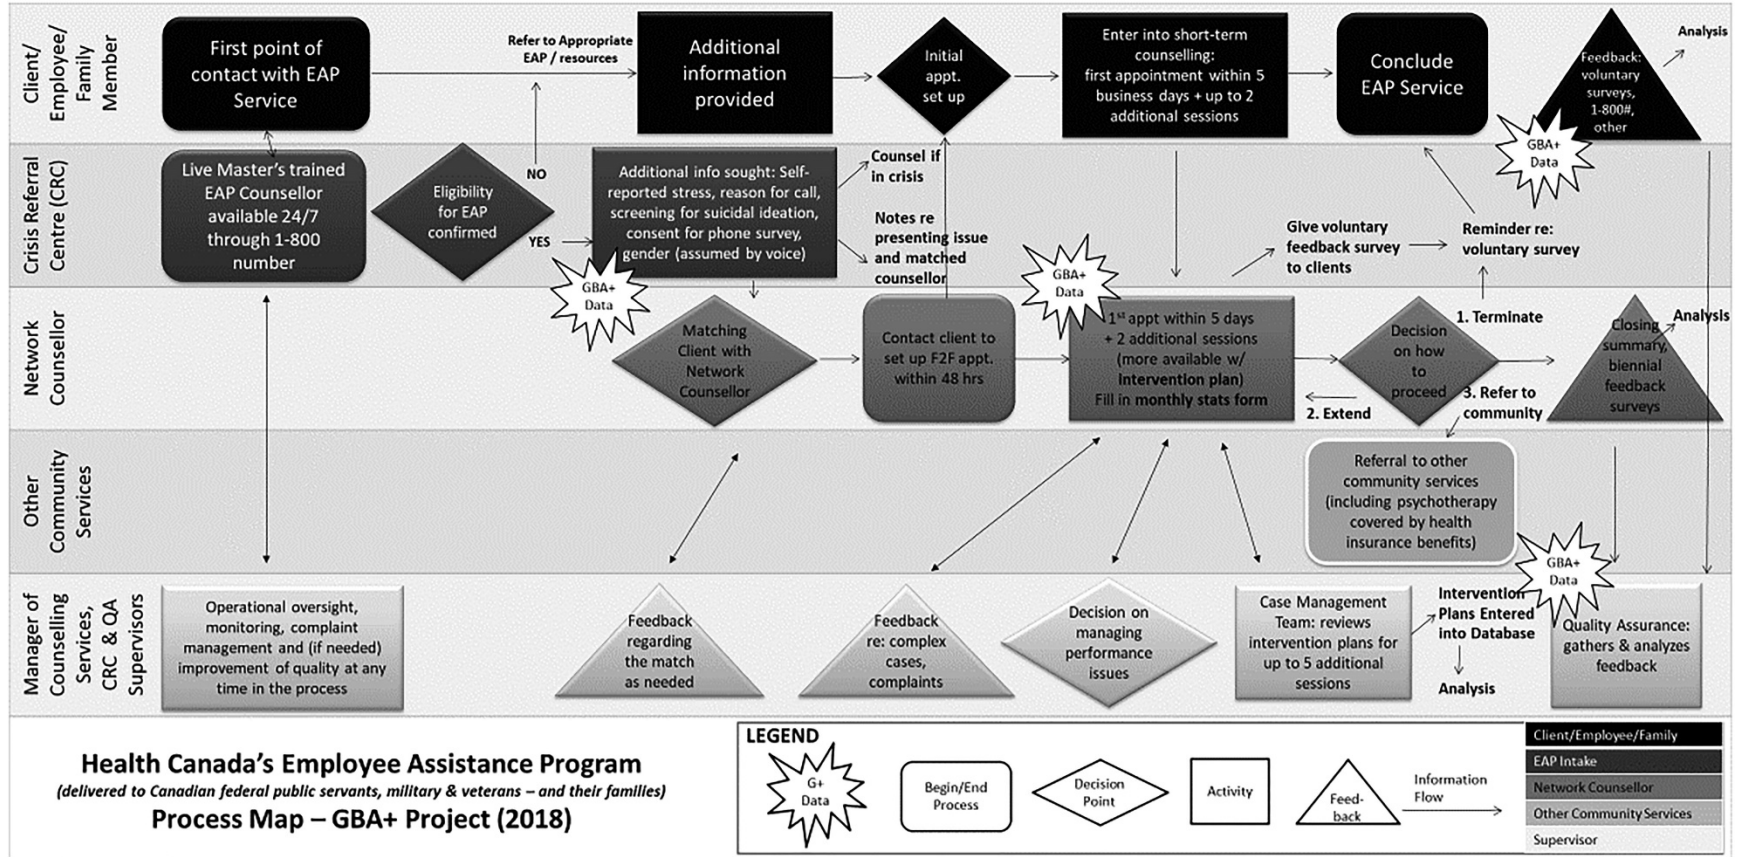 Client/
Employee/
Family
Member
First point of
contact with EAP
Service
Refer to Appropriate
EAP / resources
Additional
information
provided
Initial
appt.
set up
Enter into short-term
counselling:
first appointment within 5
business days + up to 2
additional sessions
Conclude
EAP Service
Feedback:
voluntary
surveys,
1-800#,
other
Analysis
GBA+
Data
Crisis Referral
Centre (CRC)
Live Master's trained
EAP Counsellor
available 24/7
through 1-800
number
Eligibility
for EAP
confirmed
NO
YES
Additional info sought: Self-
reported stress, reason for call,
screening for suicidal ideation,
consent for phone survey,
gender (assumed by voice)
GBA+
Data
Counsel if
in crisis
Notes re
presenting issue
and matched
counsellor
GBA+
Data
Give voluntary
feedback survey
to clients
Reminder re:
voluntary survey
Network
Counsellor
Matching
Client with
Network
Counsellor
Contact client to
set up F2F appt.
within 48 hrs
1st appt within 5 days
+ 2 additional sessions
(more available w/
Intervention plan)
Fill in monthly stats form
Decision
on how
to
proceed
1. Terminate
2. Extend
3. Refer to
community
Closing
summary,
biennial
feedback
surveys
Analysis
Other
Community
Services
Referral to other
community services
(including psychotherapy
covered by health
insurance benefits)
GBA+
Data
Manager of
Counselling
Services,
CRC & QA
Supervisors
Operational oversight,
monitoring, complaint
management and (if needed)
improvement of quality at any
time in the process
Feedback
regarding
the match
as needed
Feedback
re: complex
cases,
complaints
Decision on
managing
performance
issues
Case Management
Team: reviews
intervention plans for
up to 5 additional
sessions
Intervention
Plans Entered
into Database
Analysis
Quality Assurance:
gathers & analyzes
feedback
Health Canada's Employee Assistance Program
(delivered to Canadian federal public servants, military & veterans – and their families)
Process Map – GBA+ Project (2018)
LEGEND
G+
Data
Begin/End
Process
Decision
Point
Activity
Feed-
back
Information
Flow
Client/Employee/Family
EAP Intake
Network Counsellor
Other Community Services
Supervisor